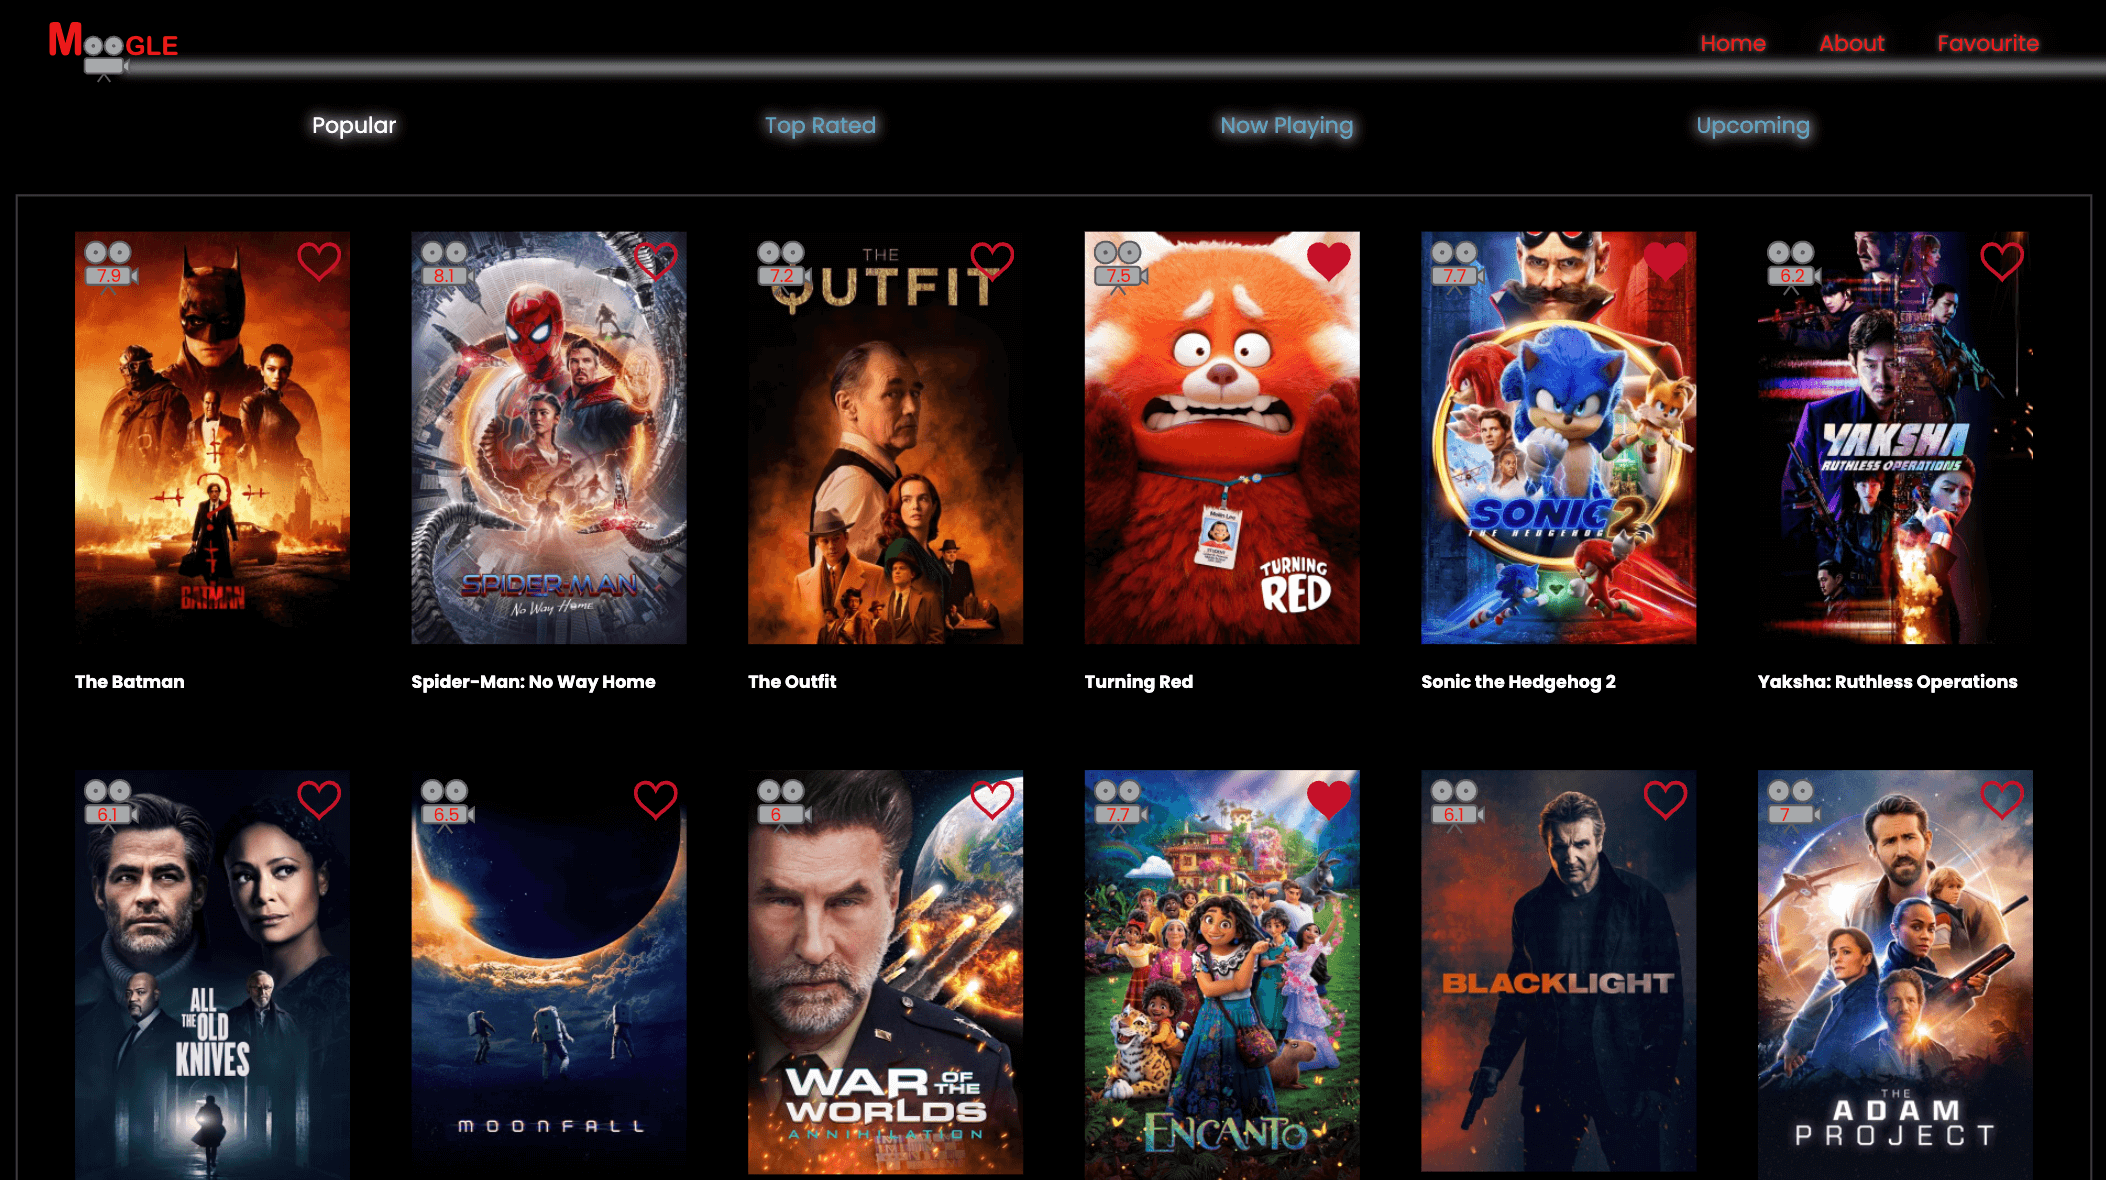 MOOGLE
Home About Favourite
Popular Top Rated Now Playing Upcoming
7.9
8.1
7.2
7.5
7.7
6.2
THE
OUTFIT
BATMAN
SPIDER-MAN
No Way Home
TURNING
RED
SONIC 2
THE HEDGEHOG
YAKSHA
RUTHLESS OPERATIONS
The Batman
Spider-Man: No Way Home
The Outfit
Turning Red
Sonic the Hedgehog 2
Yaksha: Ruthless Operations
6.1
6.5
6
7.7
6.1
7
ALL
THE OLD
KNIVES
MOONFALL
WAR OF THE
WORLDS
ANNIHILATION
ENCANTO
BLACKLIGHT
THE
ADAM
PROJECT